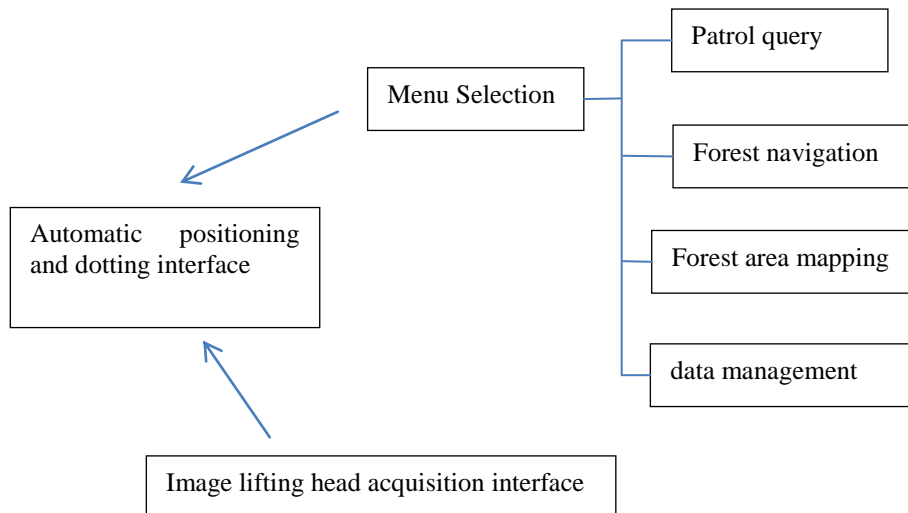 Patrol query
Menu Selection
Forest navigation
Automatic positioning
and dotting interface
Forest area mapping
data management
Image lifting head acquisition interface